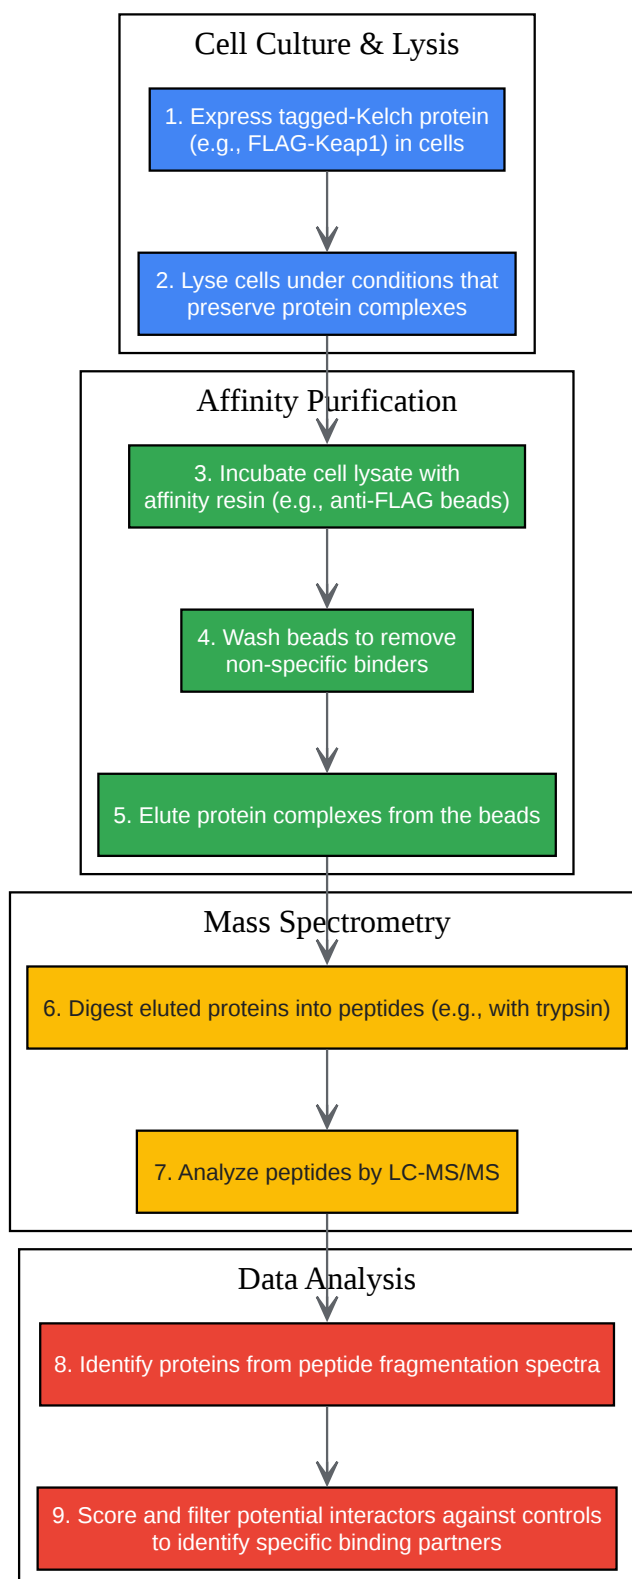 Cell Culture & Lysis
1. Express tagged-Kelch protein
(e.g., FLAG-Keap1) in cells
2. Lyse cells under conditions that
preserve protein complexes
Affinity Purification
3. Incubate cell lysate with
affinity resin (e.g., anti-FLAG beads)
4. Wash beads to remove
non-specific binders
5. Elute protein complexes from the beads
Mass Spectrometry
6. Digest eluted proteins into peptides (e.g., with trypsin)
7. Analyze peptides by LC-MS/MS
Data Analysis
8. Identify proteins from peptide fragmentation spectra
9. Score and filter potential interactors against controls
to identify specific binding partners